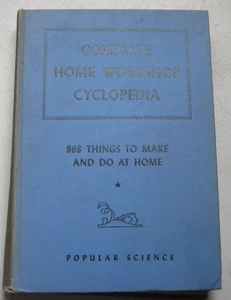 COMPLETE
HOME WORKSHOP
CYCLOPEDIA
868 THINGS TO MAKE
AND DO AT HOME
POPULAR SCIENCE